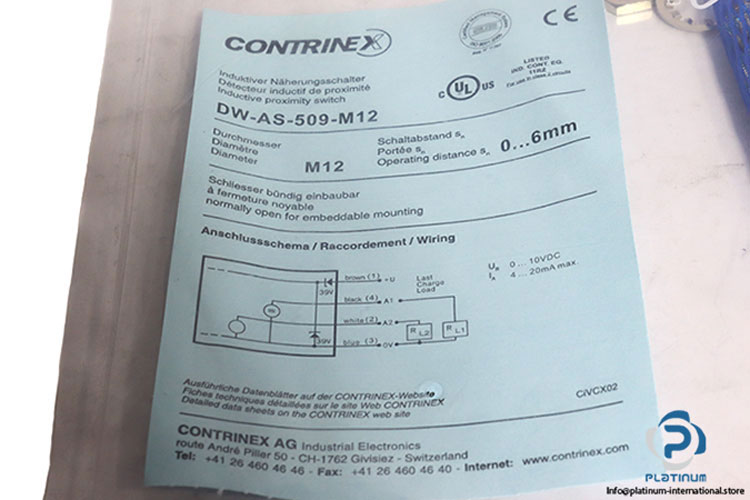 CONTRINEX
CE
Induktiver Näherungsschalter
Détecteur inductif de proximité
Inductive proximity switch
DW-AS-509-M12
C UL US
LISTED
IND. CONT. EQ.
11RZ
Durchmesser
Diamètre
Diameter
M12
Schaltabstand sn
Portée sn
Operating distance sn
0...6mm
Schliesser bündig einbaubar
à fermeture noyable
normally open for embeddable mounting
Anschlussschema / Raccordement / Wiring
brown (1) +U
39V
black (4) A1
white (2) A2
39V
blue (3) 0V
Last
Charge
Load
RL2
RL1
0 ... 10VDC
4 ... 20mA max.
Ausführliche Datenblätter auf der CONTRINEX-Website
Fiches techniques détaillées sur le site Web CONTRINEX
Detailed data sheets on the CONTRINEX web site
CiVCX02
CONTRINEX AG Industrial Electronics
route André Piller 50 - CH-1762 Givisiez - Switzerland
Tel: +41 26 460 46 46 - Fax: +41 26 460 46 40 - Internet: www.contrinex.com
PLATINUM
Info@platinum-international.store